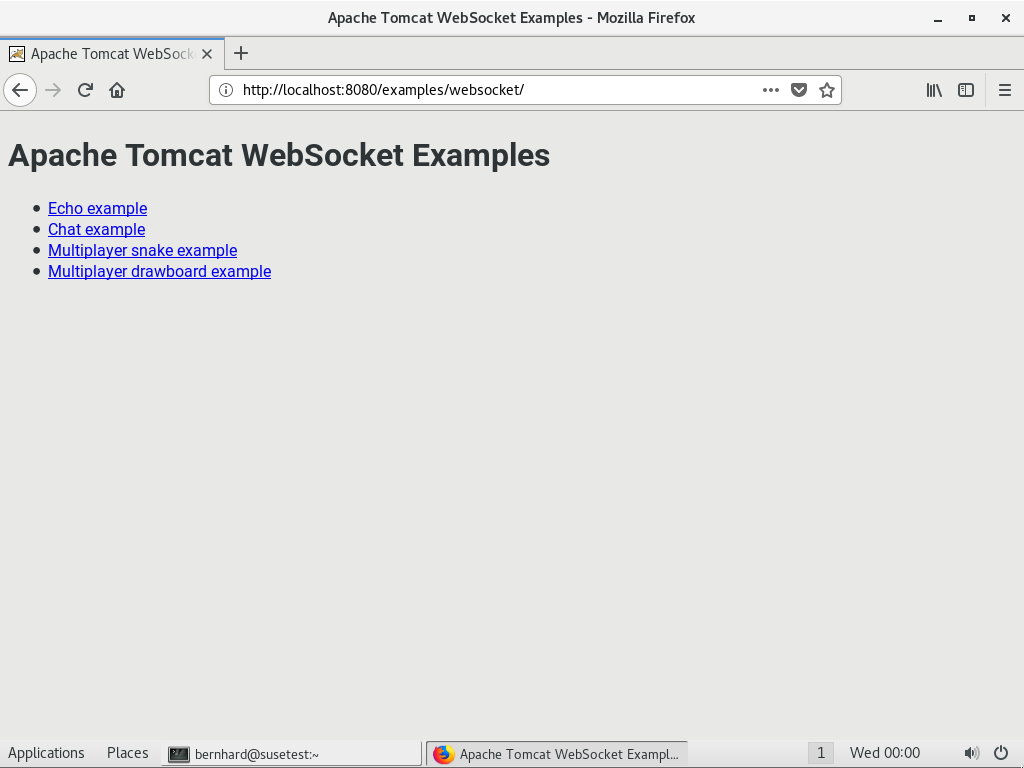 Apache Tomcat WebSocket Examples - Mozilla Firefox
Apache Tomcat WebSock
http://localhost:8080/examples/websocket/
Apache Tomcat WebSocket Examples
Echo example
Chat example
Multiplayer snake example
Multiplayer drawboard example
Applications Places bernhard@susetest:~ Apache Tomcat WebSocket Exampl... 1 Wed 00:00